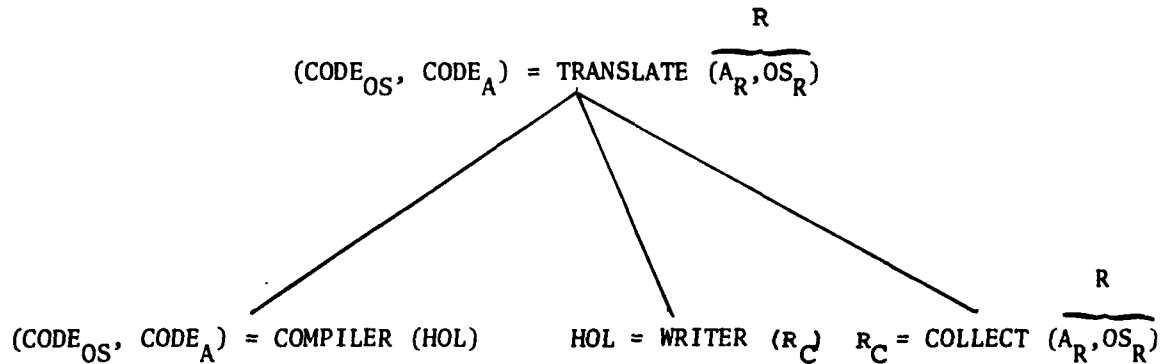 R
(CODE_OS, CODE_A) = TRANSLATE (A_R,OS_R)
R
(CODE_OS, CODE_A) = COMPILER (HOL) HOL = WRITER (R_C) R_C = COLLECT (A_R,OS_R)